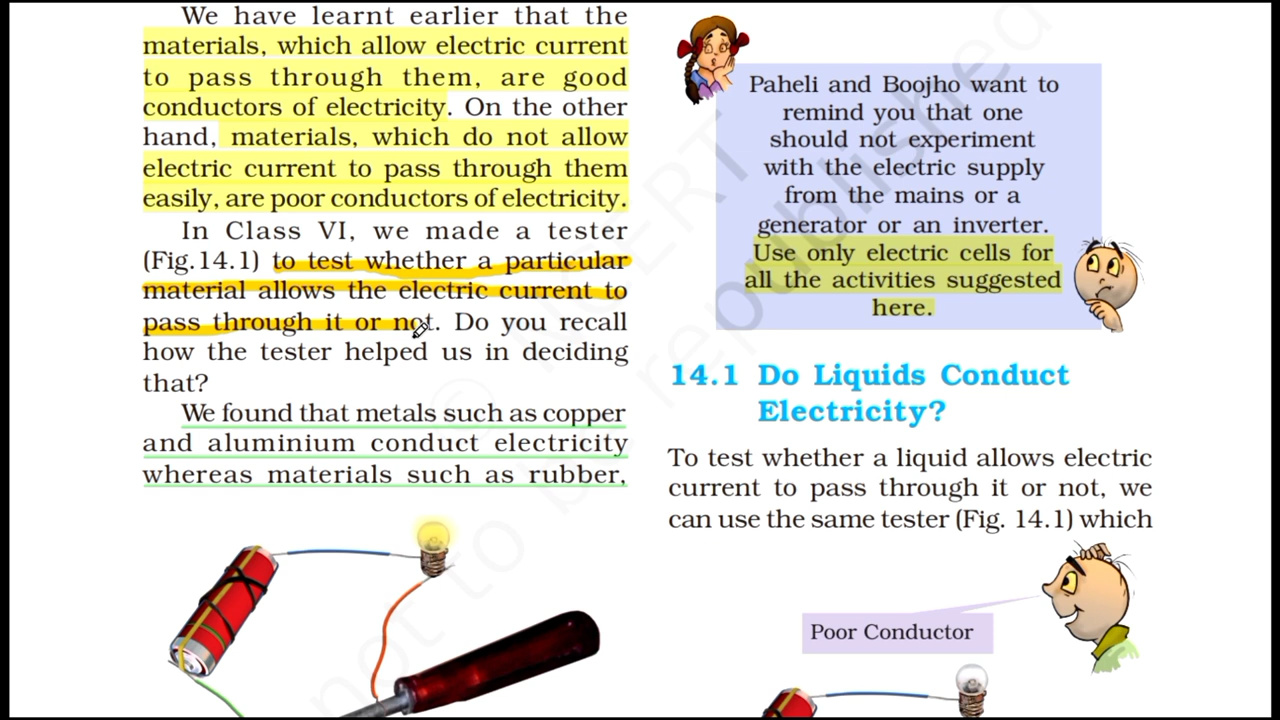 We have learnt earlier that the
materials, which allow electric current
to pass through them, are good
conductors of electricity. On the other
hand, materials, which do not allow
electric current to pass through them
easily, are poor conductors of electricity.
In Class VI, we made a tester
(Fig.14.1) to test whether a particular
material allows the electric current to
pass through it or not. Do you recall
how the tester helped us in deciding
that?
We found that metals such as copper
and aluminium conduct electricity
whereas materials such as rubber,
Paheli and Boojho want to
remind you that one
should not experiment
with the electric supply
from the mains or a
generator or an inverter.
Use only electric cells for
all the activities suggested
here.
14.1 Do Liquids Conduct
Electricity?
To test whether a liquid allows electric
current to pass through it or not, we
can use the same tester (Fig. 14.1) which
Poor Conductor
© NCERT
not to be republished